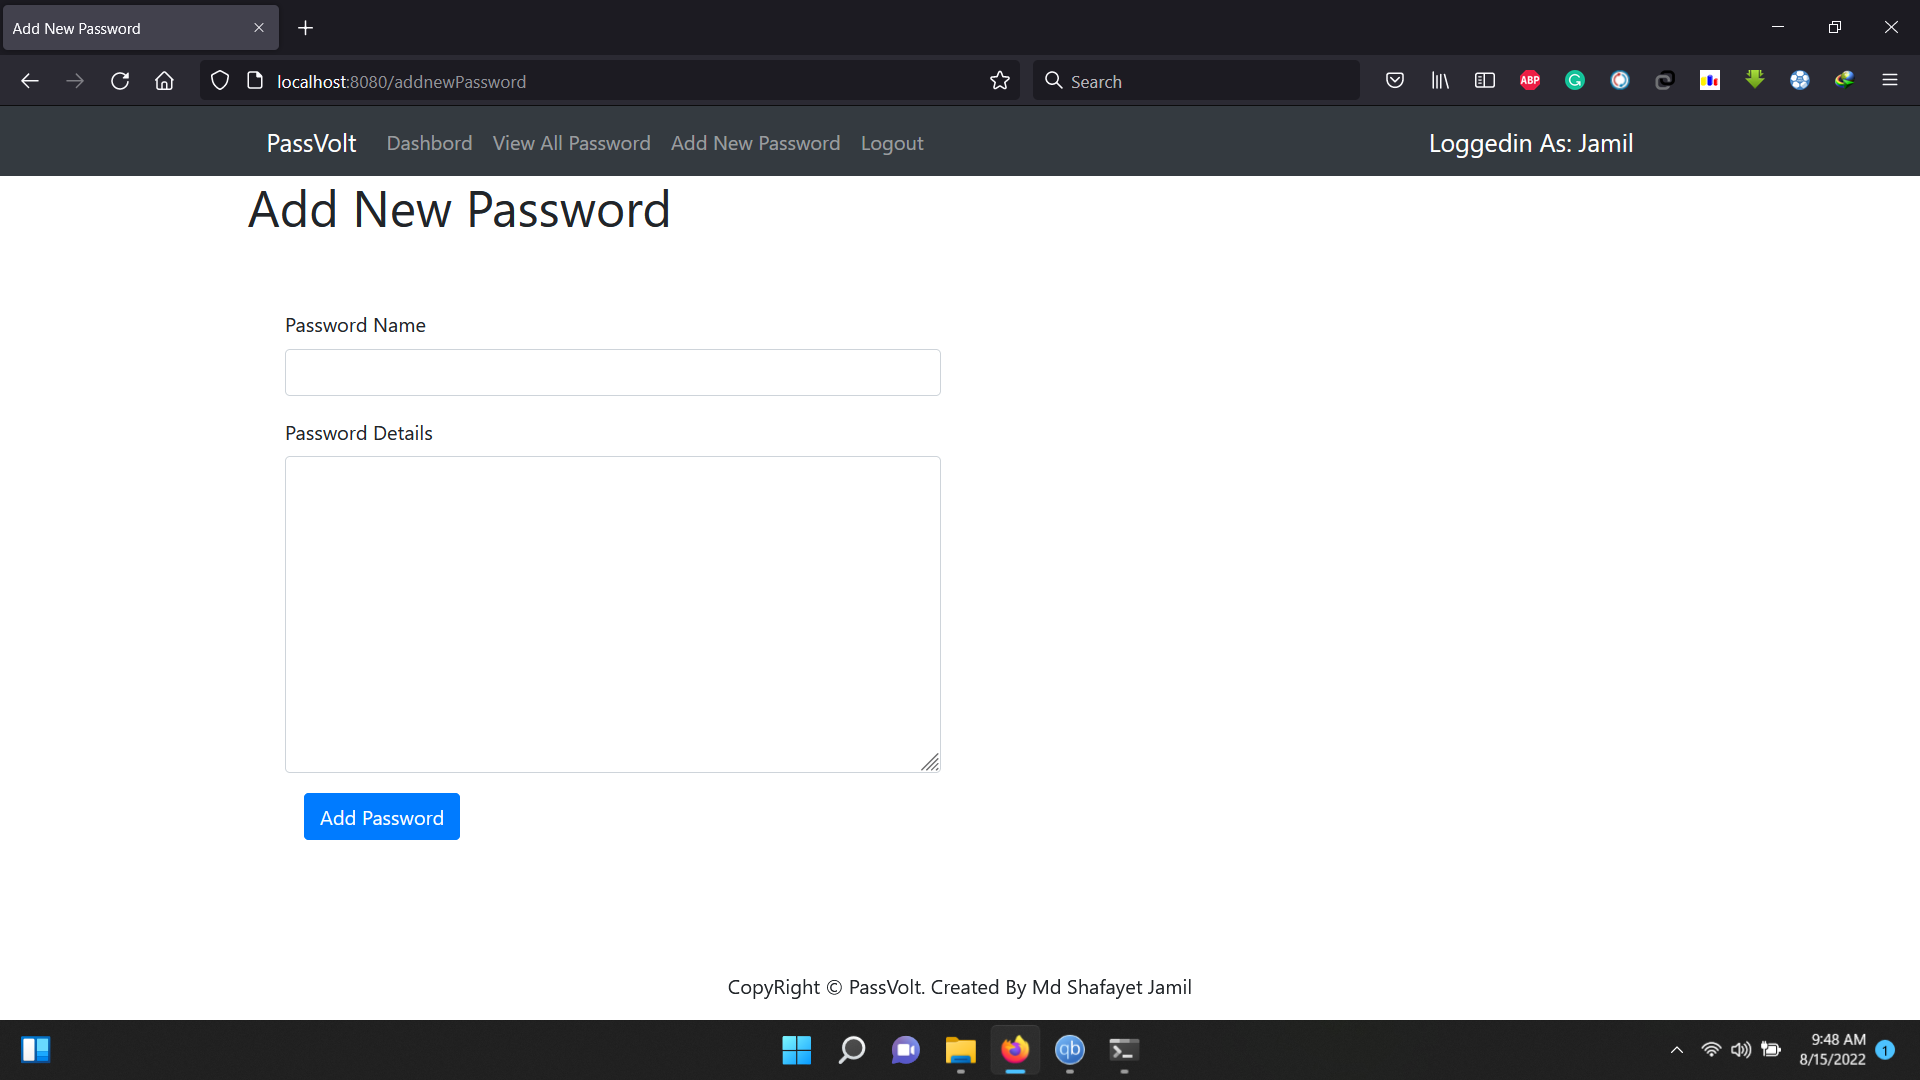 Add New Password
localhost:8080/addnewPassword
Search
ABP
PassVolt Dashbord View All Password Add New Password Logout Loggedin As: Jamil
Add New Password
Password Name
Password Details
Add Password
CopyRight © PassVolt. Created By Md Shafayet Jamil
qb
9:48 AM
8/15/2022
1